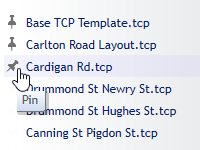 Base TCP Template.tcp
Carlton Road Layout.tcp
Cardigan Rd.tcp
Drummond St Newry St.tcp
Pin
Drummond St Hughes St.tcp
Canning St Pigdon St.tcp